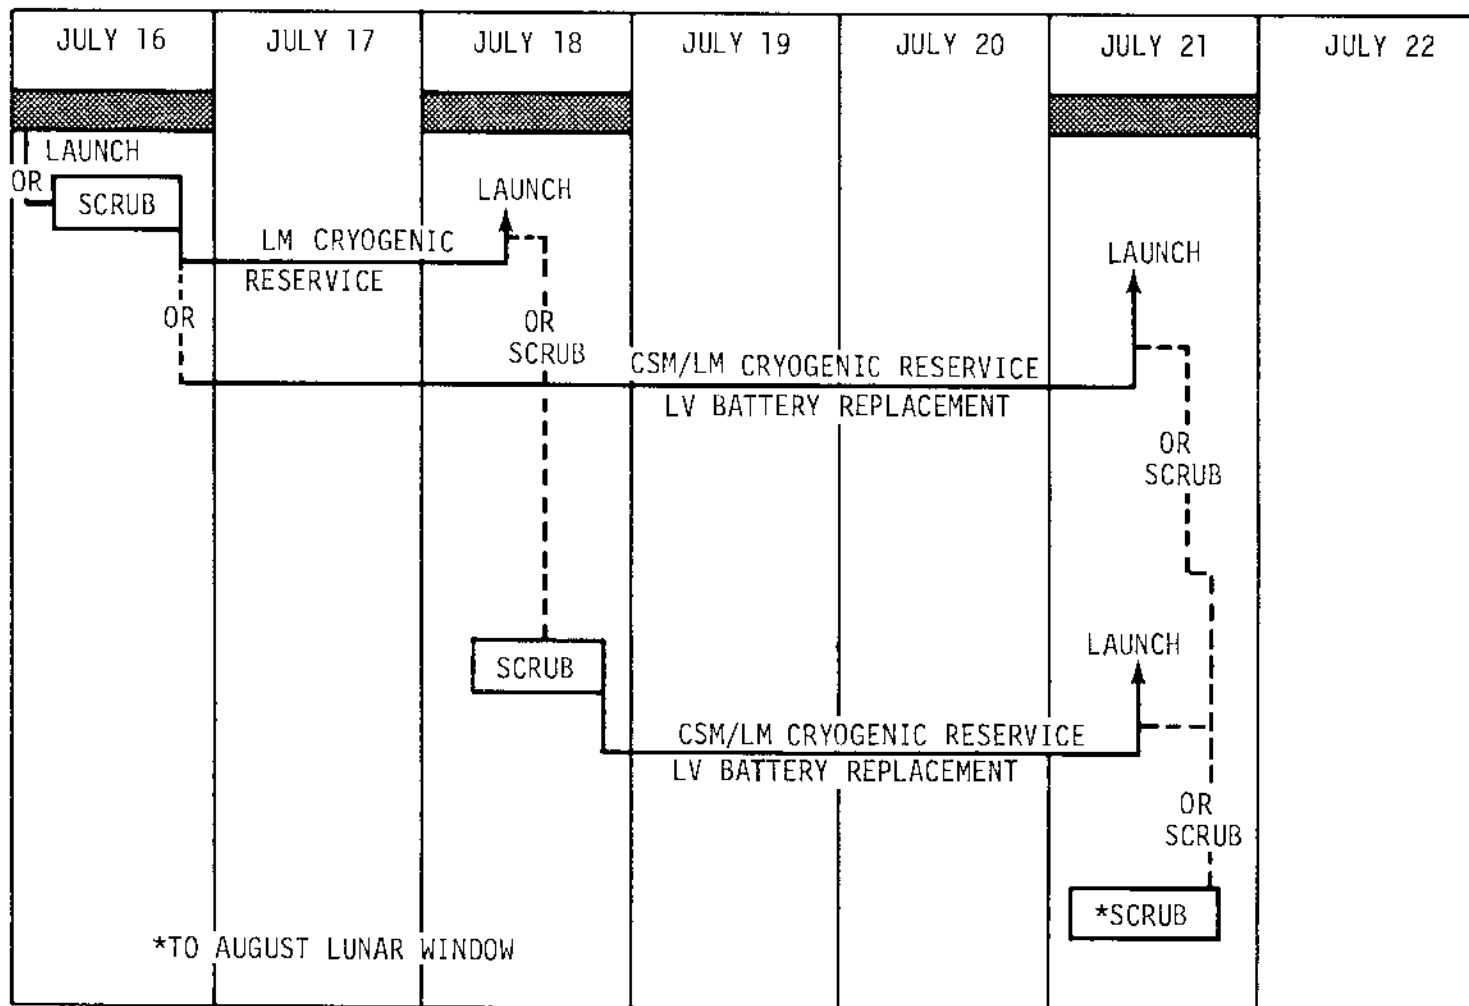 JULY 16 JULY 17 JULY 18 JULY 19 JULY 20 JULY 21 JULY 22
LAUNCH
OR
SCRUB
LAUNCH
LM CRYOGENIC
RESERVICE
LAUNCH
OR
OR
SCRUB
CSM/LM CRYOGENIC RESERVICE
LV BATTERY REPLACEMENT
OR
SCRUB
LAUNCH
SCRUB
CSM/LM CRYOGENIC RESERVICE
LV BATTERY REPLACEMENT
OR
SCRUB
*SCRUB
*TO AUGUST LUNAR WINDOW